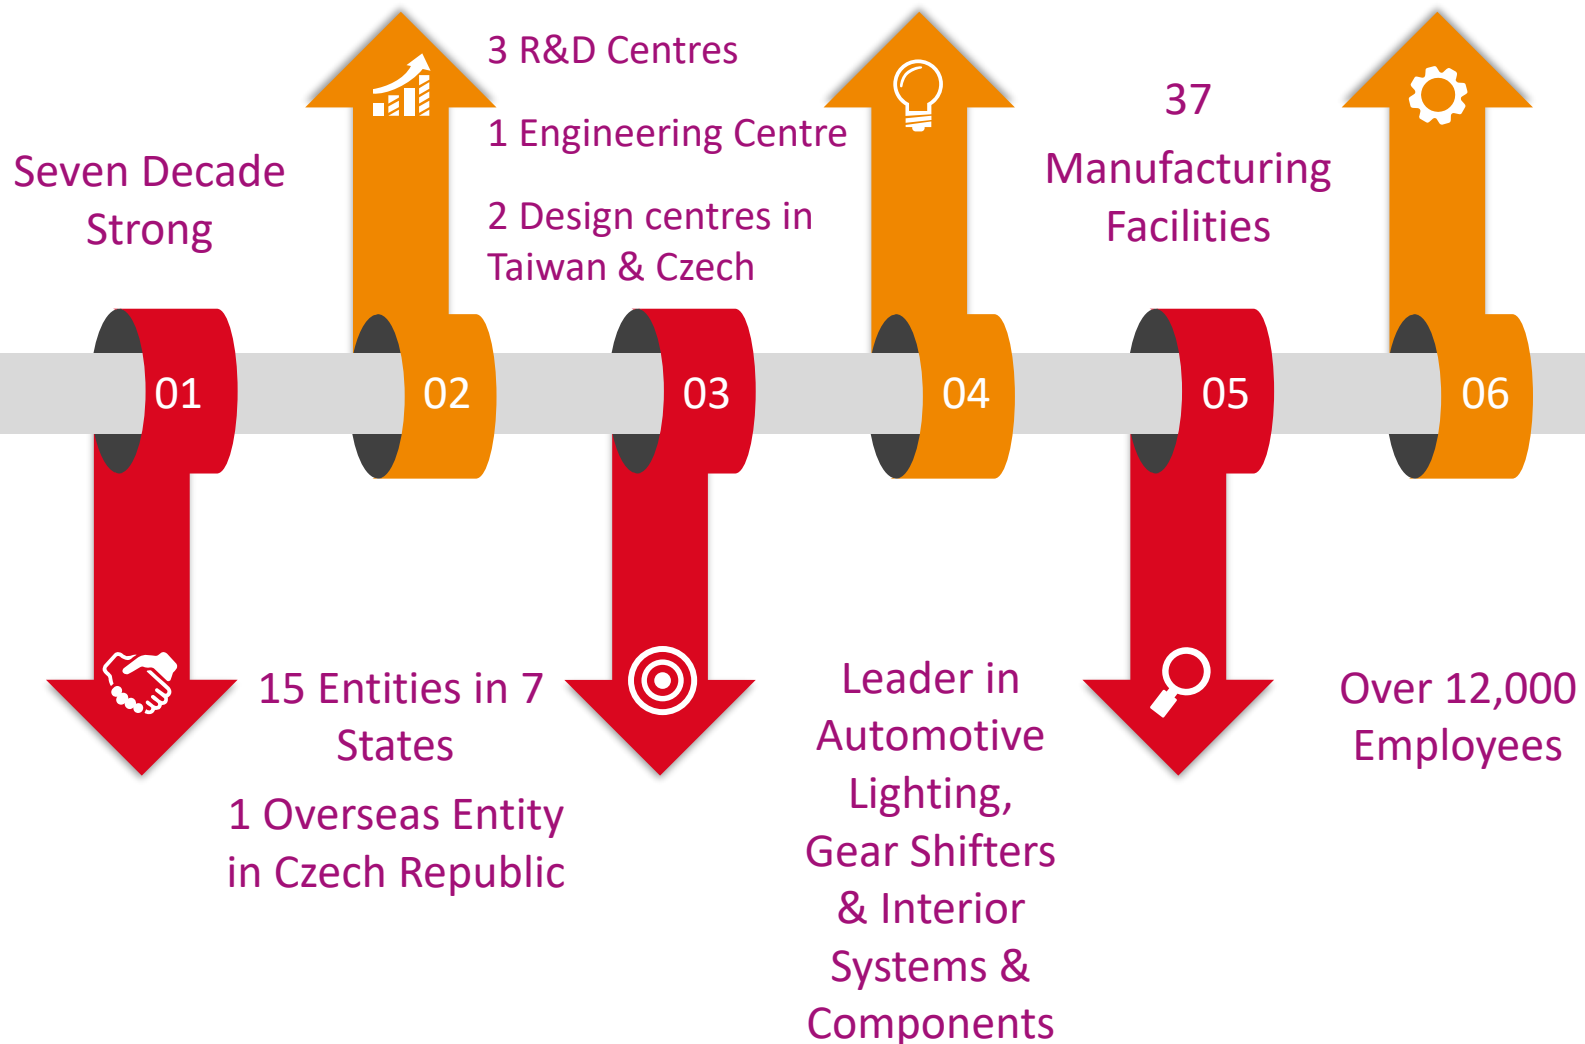 Seven Decade
Strong
01
15 Entities in 7
States
1 Overseas Entity
in Czech Republic
02
3 R&D Centres
1 Engineering Centre
2 Design centres in
Taiwan & Czech
03
Leader in
Automotive
Lighting,
Gear Shifters
& Interior
Systems &
Components
04
37
Manufacturing
Facilities
05
Over 12,000
Employees
06